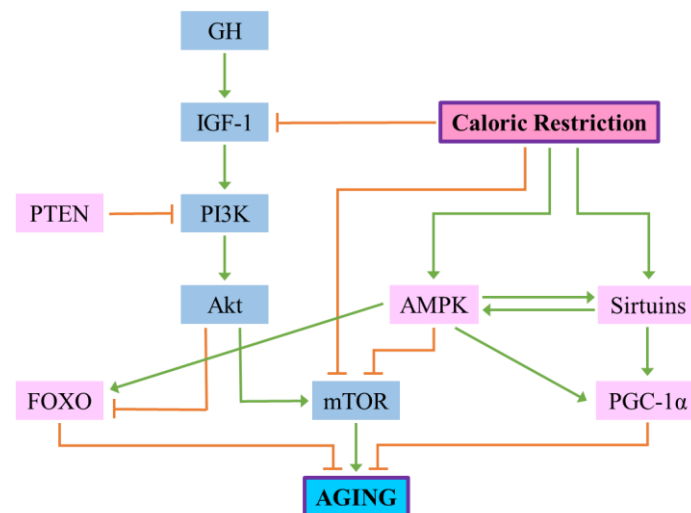 GH
IGF-1
Caloric Restriction
PTEN
PI3K
Akt
AMPK
Sirtuins
FOXO
mTOR
PGC-1α
AGING